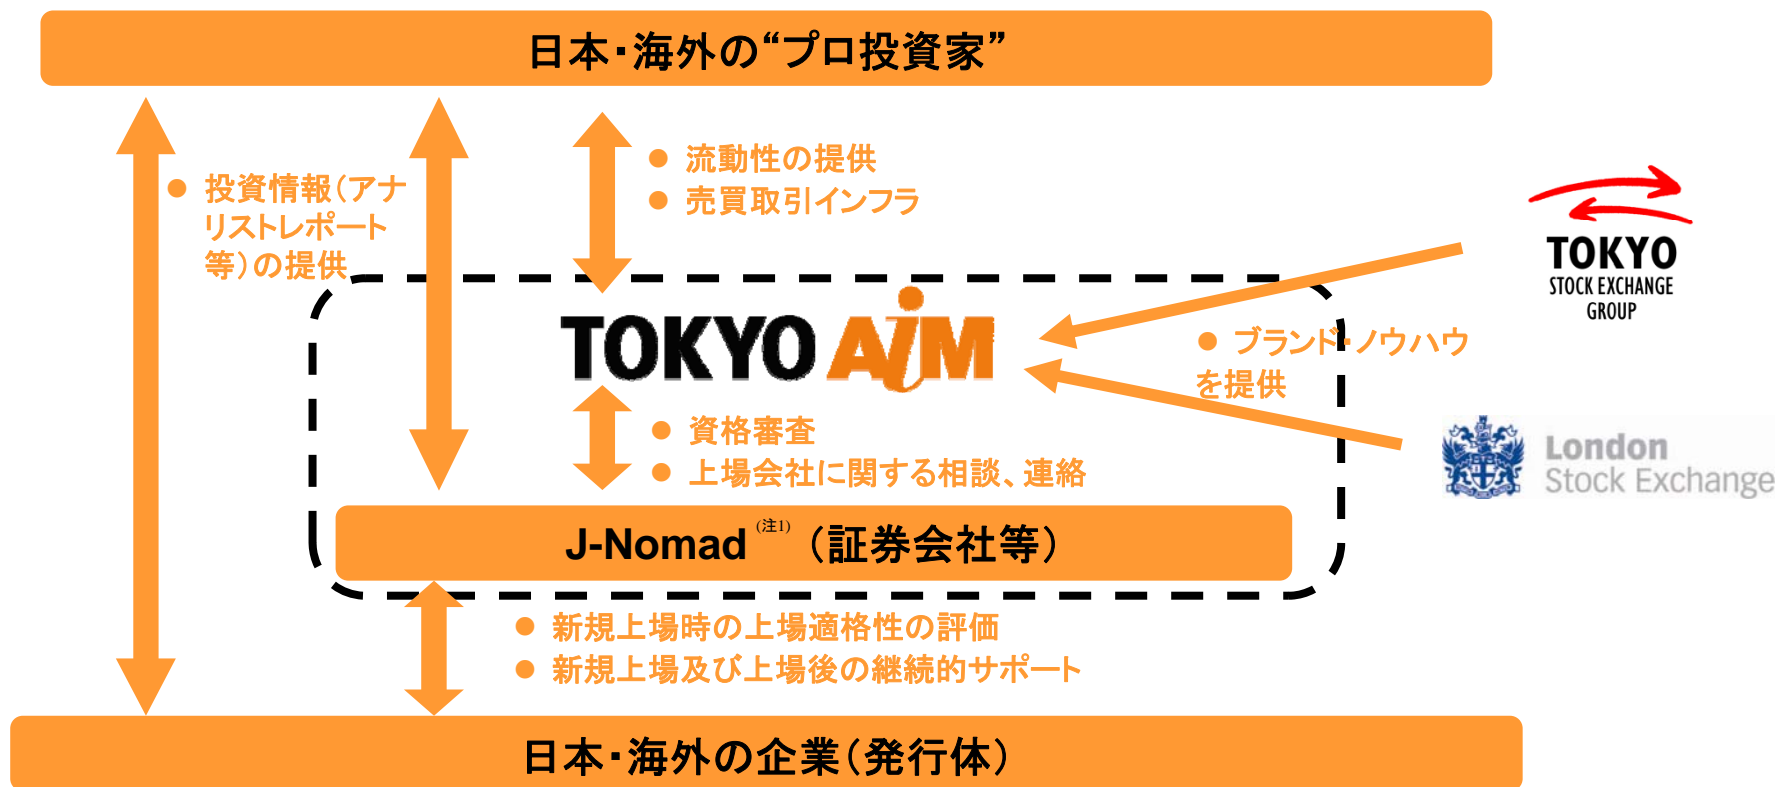 日本・海外の“プロ投資家”
● 流動性の提供
● 売買取引インフラ
● 投資情報（アナ
リストレポート
等）の提供
TOKYO
STOCK EXCHANGE
GROUP
TOKYO AiM
● ブランド・ノウハウ
を提供
● 資格審査
● 上場会社に関する相談、連絡
London
Stock Exchange
J-Nomad (注1) （証券会社等）
● 新規上場時の上場適格性の評価
● 新規上場及び上場後の継続的サポート
日本・海外の企業（発行体）